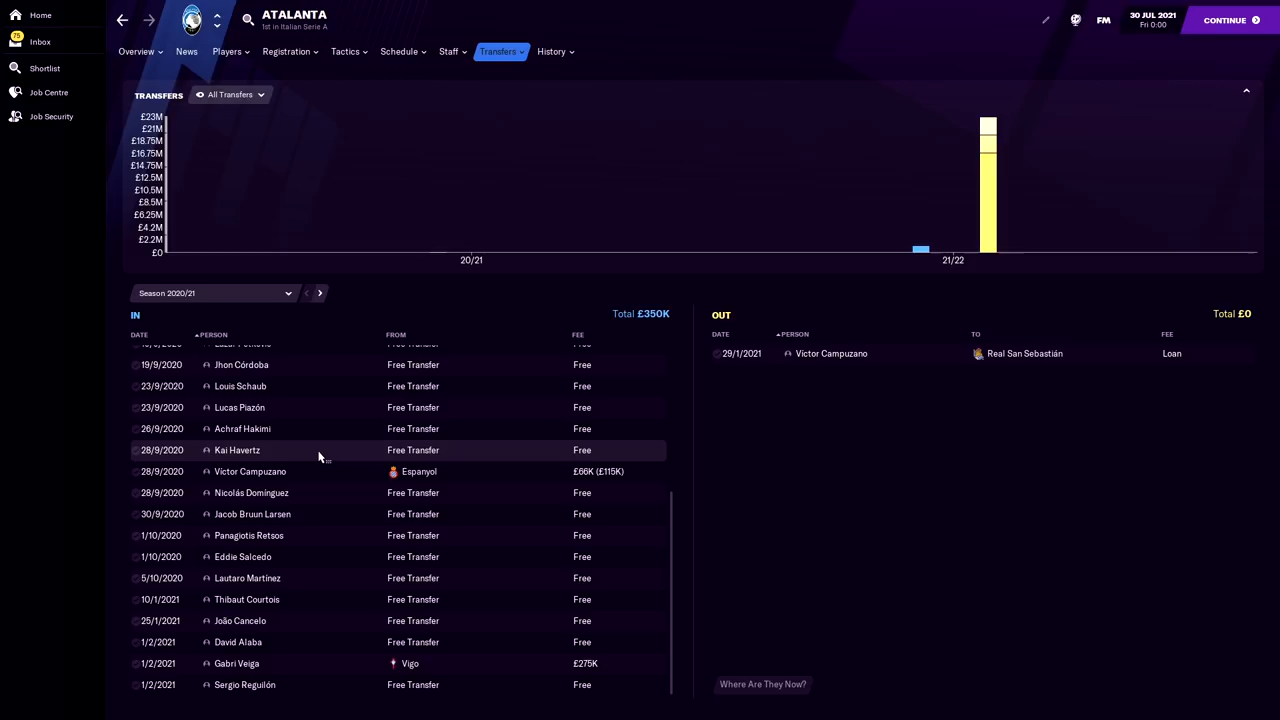 Home
75
Inbox
Shortlist
Job Centre
Job Security
ATALANTA
1st in Italian Serie A
FM
30 JUL 2021
Fri 0:00
CONTINUE
Overview
News
Players
Registration
Tactics
Schedule
Staff
Transfers
History
TRANSFERS
All Transfers
£23M
£21M
£18.75M
£16.75M
£14.75M
£12.5M
£10.5M
£8.5M
£6.25M
£4.2M
£2.2M
£0
20/21
21/22
Season 2020/21
IN
Total £350K
DATE PERSON FROM FEE
19/9/2020 Jhon Córdoba Free Transfer Free
23/9/2020 Louis Schaub Free Transfer Free
23/9/2020 Lucas Piazón Free Transfer Free
26/9/2020 Achraf Hakimi Free Transfer Free
28/9/2020 Kai Havertz Free Transfer Free
28/9/2020 Víctor Campuzano Espanyol £66K (£115K)
28/9/2020 Nicolás Domínguez Free Transfer Free
30/9/2020 Jacob Bruun Larsen Free Transfer Free
1/10/2020 Panagiotis Retsos Free Transfer Free
1/10/2020 Eddie Salcedo Free Transfer Free
5/10/2020 Lautaro Martínez Free Transfer Free
10/1/2021 Thibaut Courtois Free Transfer Free
25/1/2021 João Cancelo Free Transfer Free
1/2/2021 David Alaba Free Transfer Free
1/2/2021 Gabri Veiga Vigo £275K
1/2/2021 Sergio Reguilón Free Transfer Free
OUT
Total £0
DATE PERSON TO FEE
29/1/2021 Víctor Campuzano Real San Sebastián Loan
Where Are They Now?